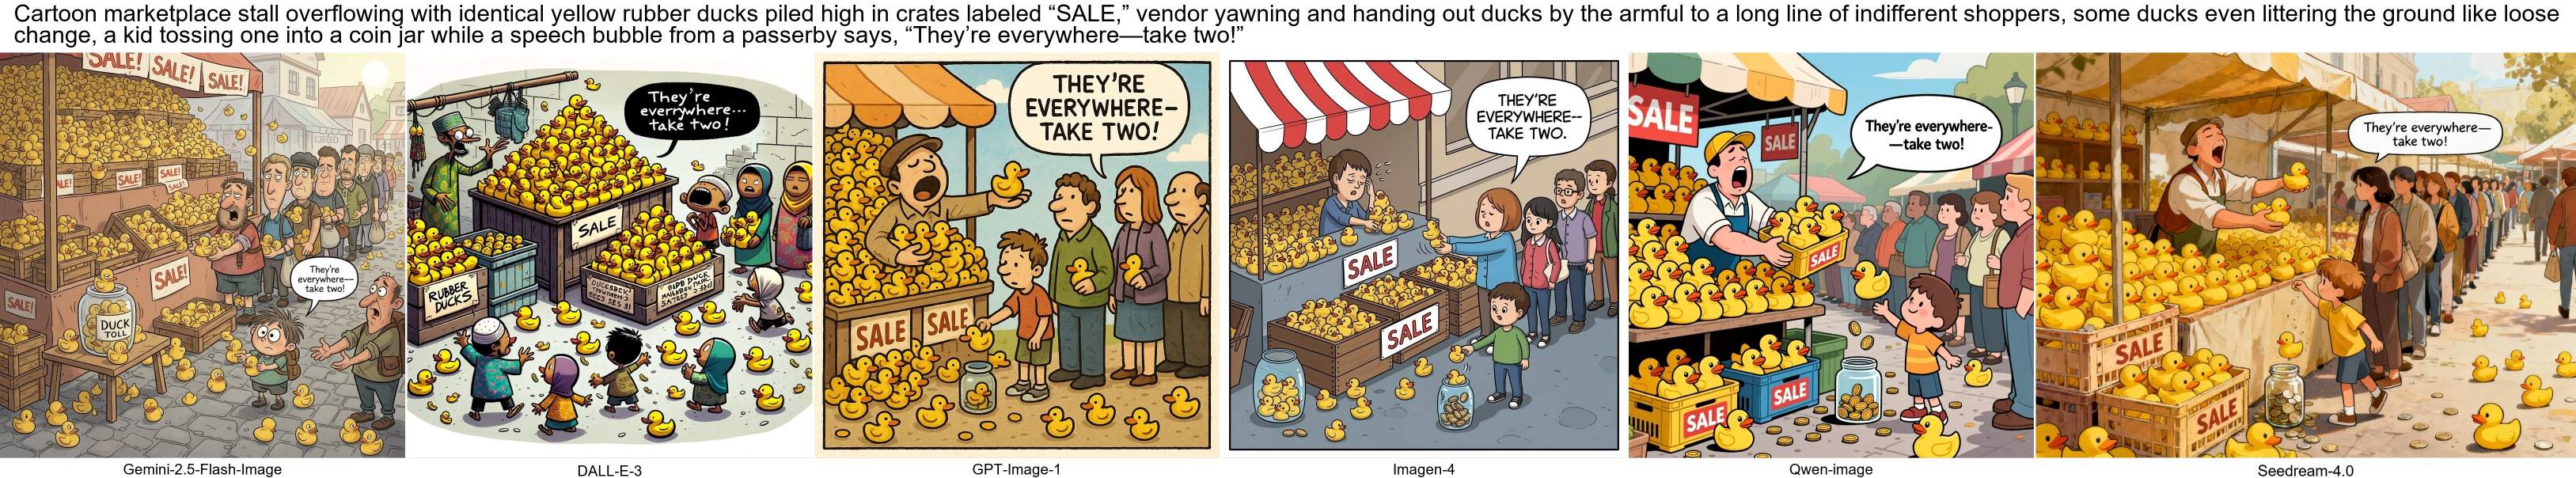 Cartoon marketplace stall overflowing with identical yellow rubber ducks piled high in crates labeled “SALE,” vendor yawning and handing out ducks by the armful to a long line of indifferent shoppers, some ducks even littering the ground like loose
change, a kid tossing one into a coin jar while a speech bubble from a passerby says, “They’re everywhere—take two!”
SALE!
SALE!
SALE!
SALE!
SALE!
SALE!
SALE!
SALE!
DUCK
TOLL
They're
everywhere—
take two!
Gemini-2.5-Flash-Image
They're
everrywhere...
take two!
SALE
RUBBER
DUCKS
DALL-E-3
THEY'RE
EVERYWHERE–
TAKE TWO!
SALE
SALE
GPT-Image-1
THEY'RE
EVERYWHERE--
TAKE TWO.
SALE
SALE
Imagen-4
SALE
SALE
They're everywhere-
—take two!
SALE
SALE
SALE
Qwen-image
They're everywhere—
take two!
SALE
SALE
Seedream-4.0